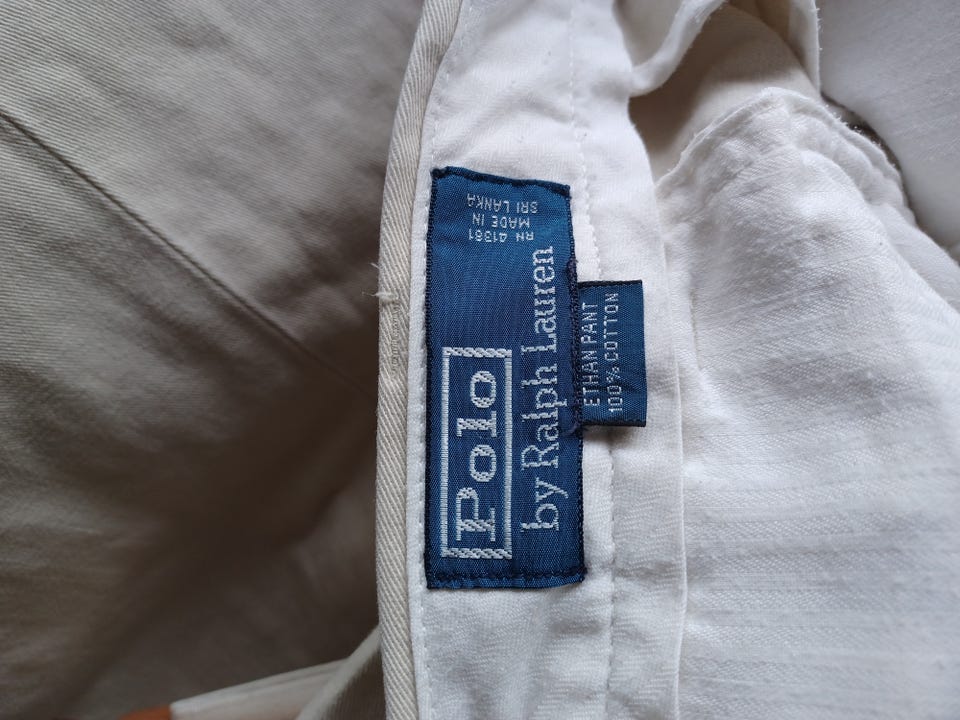 Polo
by Ralph Lauren
RN 41381
MADE IN
SRI LANKA
ETHAN PANT
100% COTTON